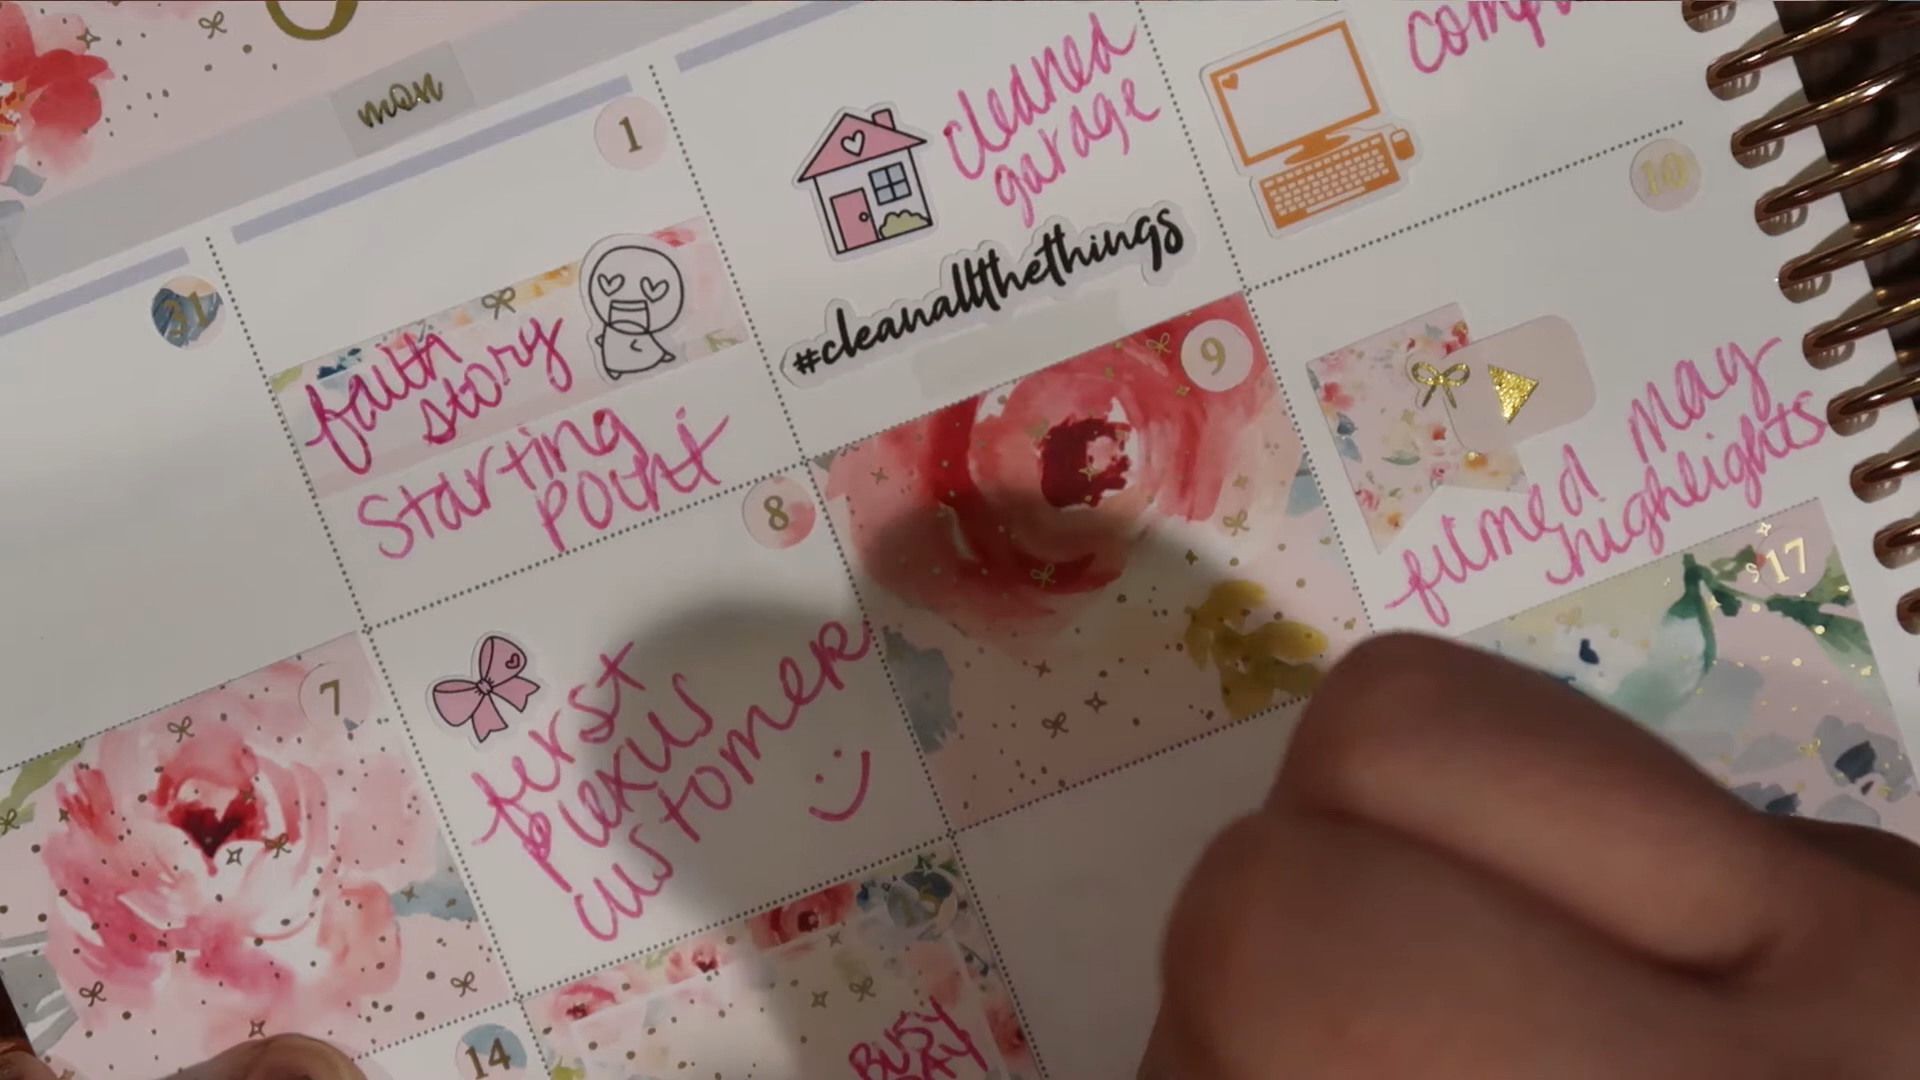 mon
31
1
faith
story
starting
point
cleaned
garage
#cleanallthethings
7
8
first
plexus
customer
9
10
filmed may
highlights
14
15
BUSY
DAY
17